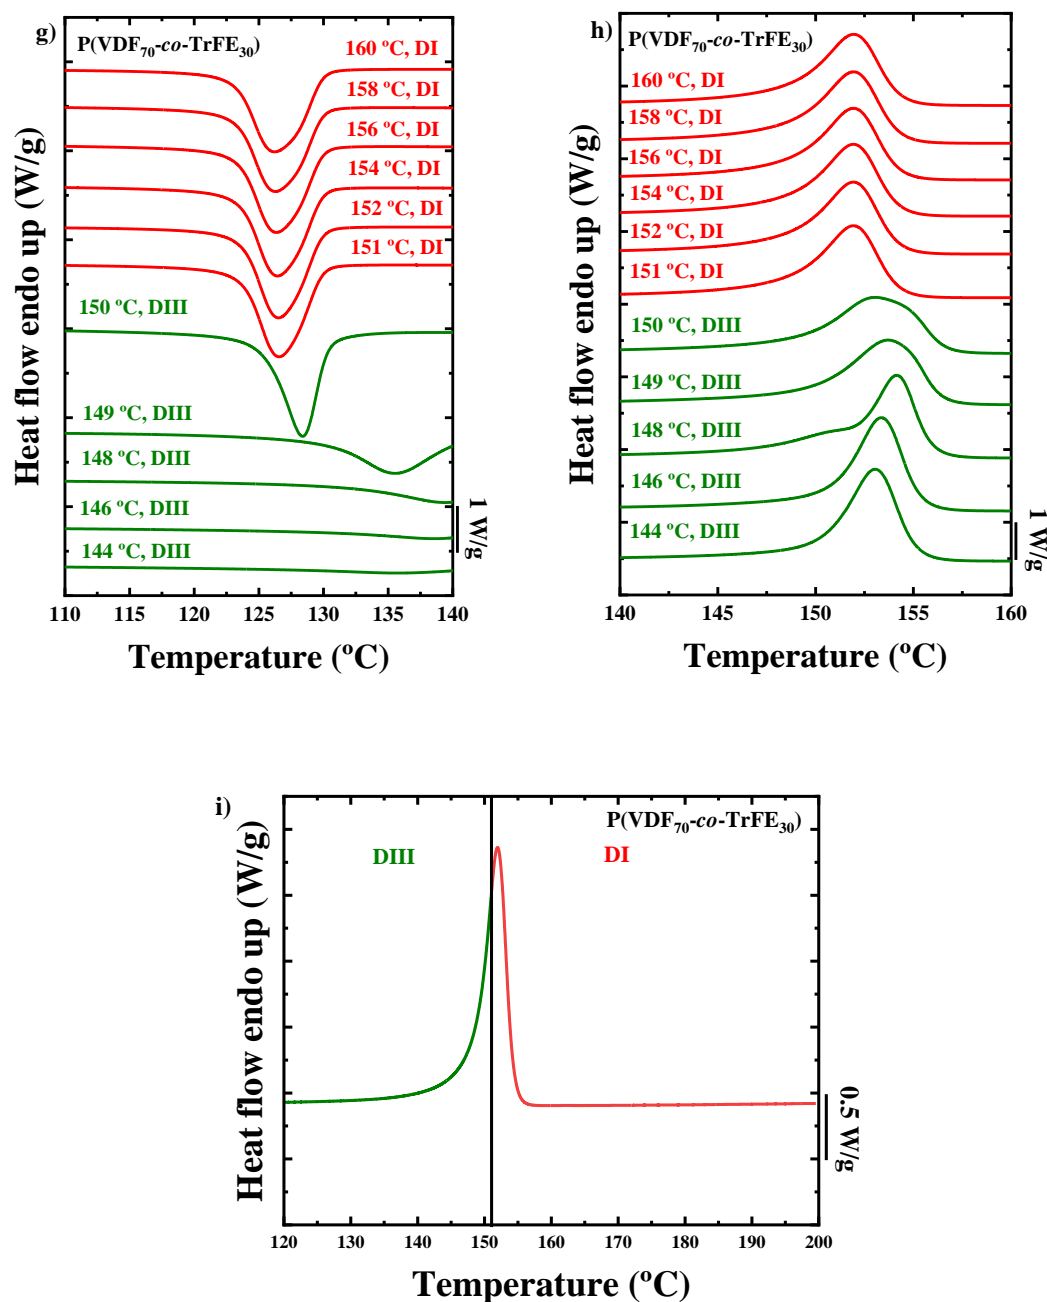 g)
P(VDF₇₀-co-TrFE₃₀)
160 ºC, DI
158 ºC, DI
156 ºC, DI
154 ºC, DI
152 ºC, DI
151 ºC, DI
150 ºC, DIII
149 ºC, DIII
148 ºC, DIII
146 ºC, DIII
144 ºC, DIII
1 W/g
Heat flow endo up (W/g)
110 115 120 125 130 135 140
Temperature (ºC)
h)
P(VDF₇₀-co-TrFE₃₀)
160 ºC, DI
158 ºC, DI
156 ºC, DI
154 ºC, DI
152 ºC, DI
151 ºC, DI
150 ºC, DIII
149 ºC, DIII
148 ºC, DIII
146 ºC, DIII
144 ºC, DIII
1 W/g
Heat flow endo up (W/g)
140 145 150 155 160
Temperature (ºC)
i)
P(VDF₇₀-co-TrFE₃₀)
DIII DI
0.5 W/g
Heat flow endo up (W/g)
120 130 140 150 160 170 180 190 200
Temperature (ºC)